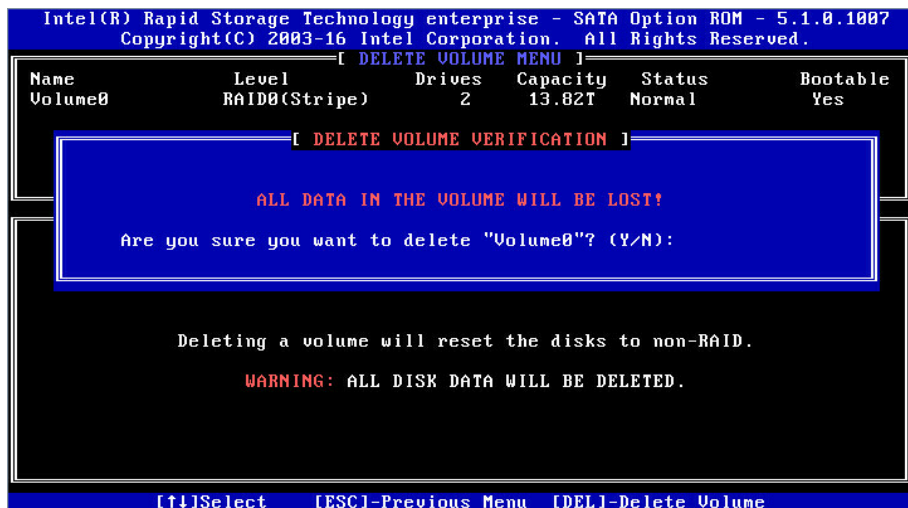 Intel(R) Rapid Storage Technology enterprise - SATA Option ROM - 5.1.0.1007
Copyright(C) 2003-16 Intel Corporation. All Rights Reserved.
[ DELETE VOLUME MENU ]
Name Level Drives Capacity Status Bootable
Volume0 RAID0(Stripe) 2 13.82T Normal Yes
[ DELETE VOLUME VERIFICATION ]
ALL DATA IN THE VOLUME WILL BE LOST!
Are you sure you want to delete "Volume0"? (Y/N):
Deleting a volume will reset the disks to non-RAID.
WARNING: ALL DISK DATA WILL BE DELETED.
[↑↓]Select [ESC]-Previous Menu [DEL]-Delete Volume